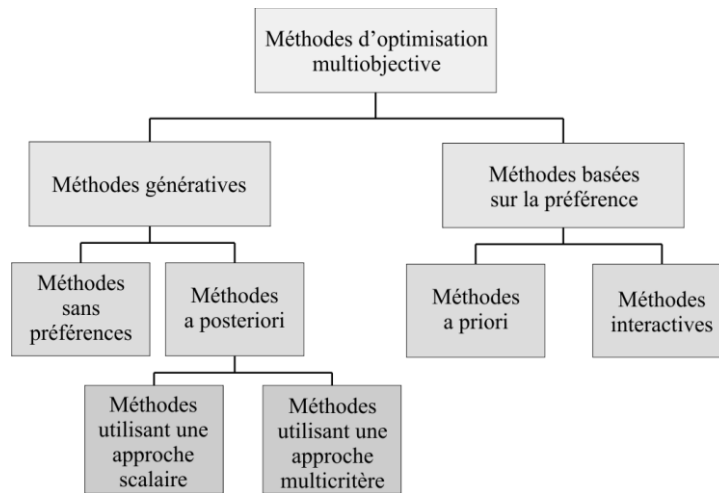 Méthodes d’optimisation
multiobjective
Méthodes génératives
Méthodes basées
sur la préférence
Méthodes
sans
préférences
Méthodes
a posteriori
Méthodes
a priori
Méthodes
interactives
Méthodes
utilisant une
approche
scalaire
Méthodes
utilisant une
approche
multicritère